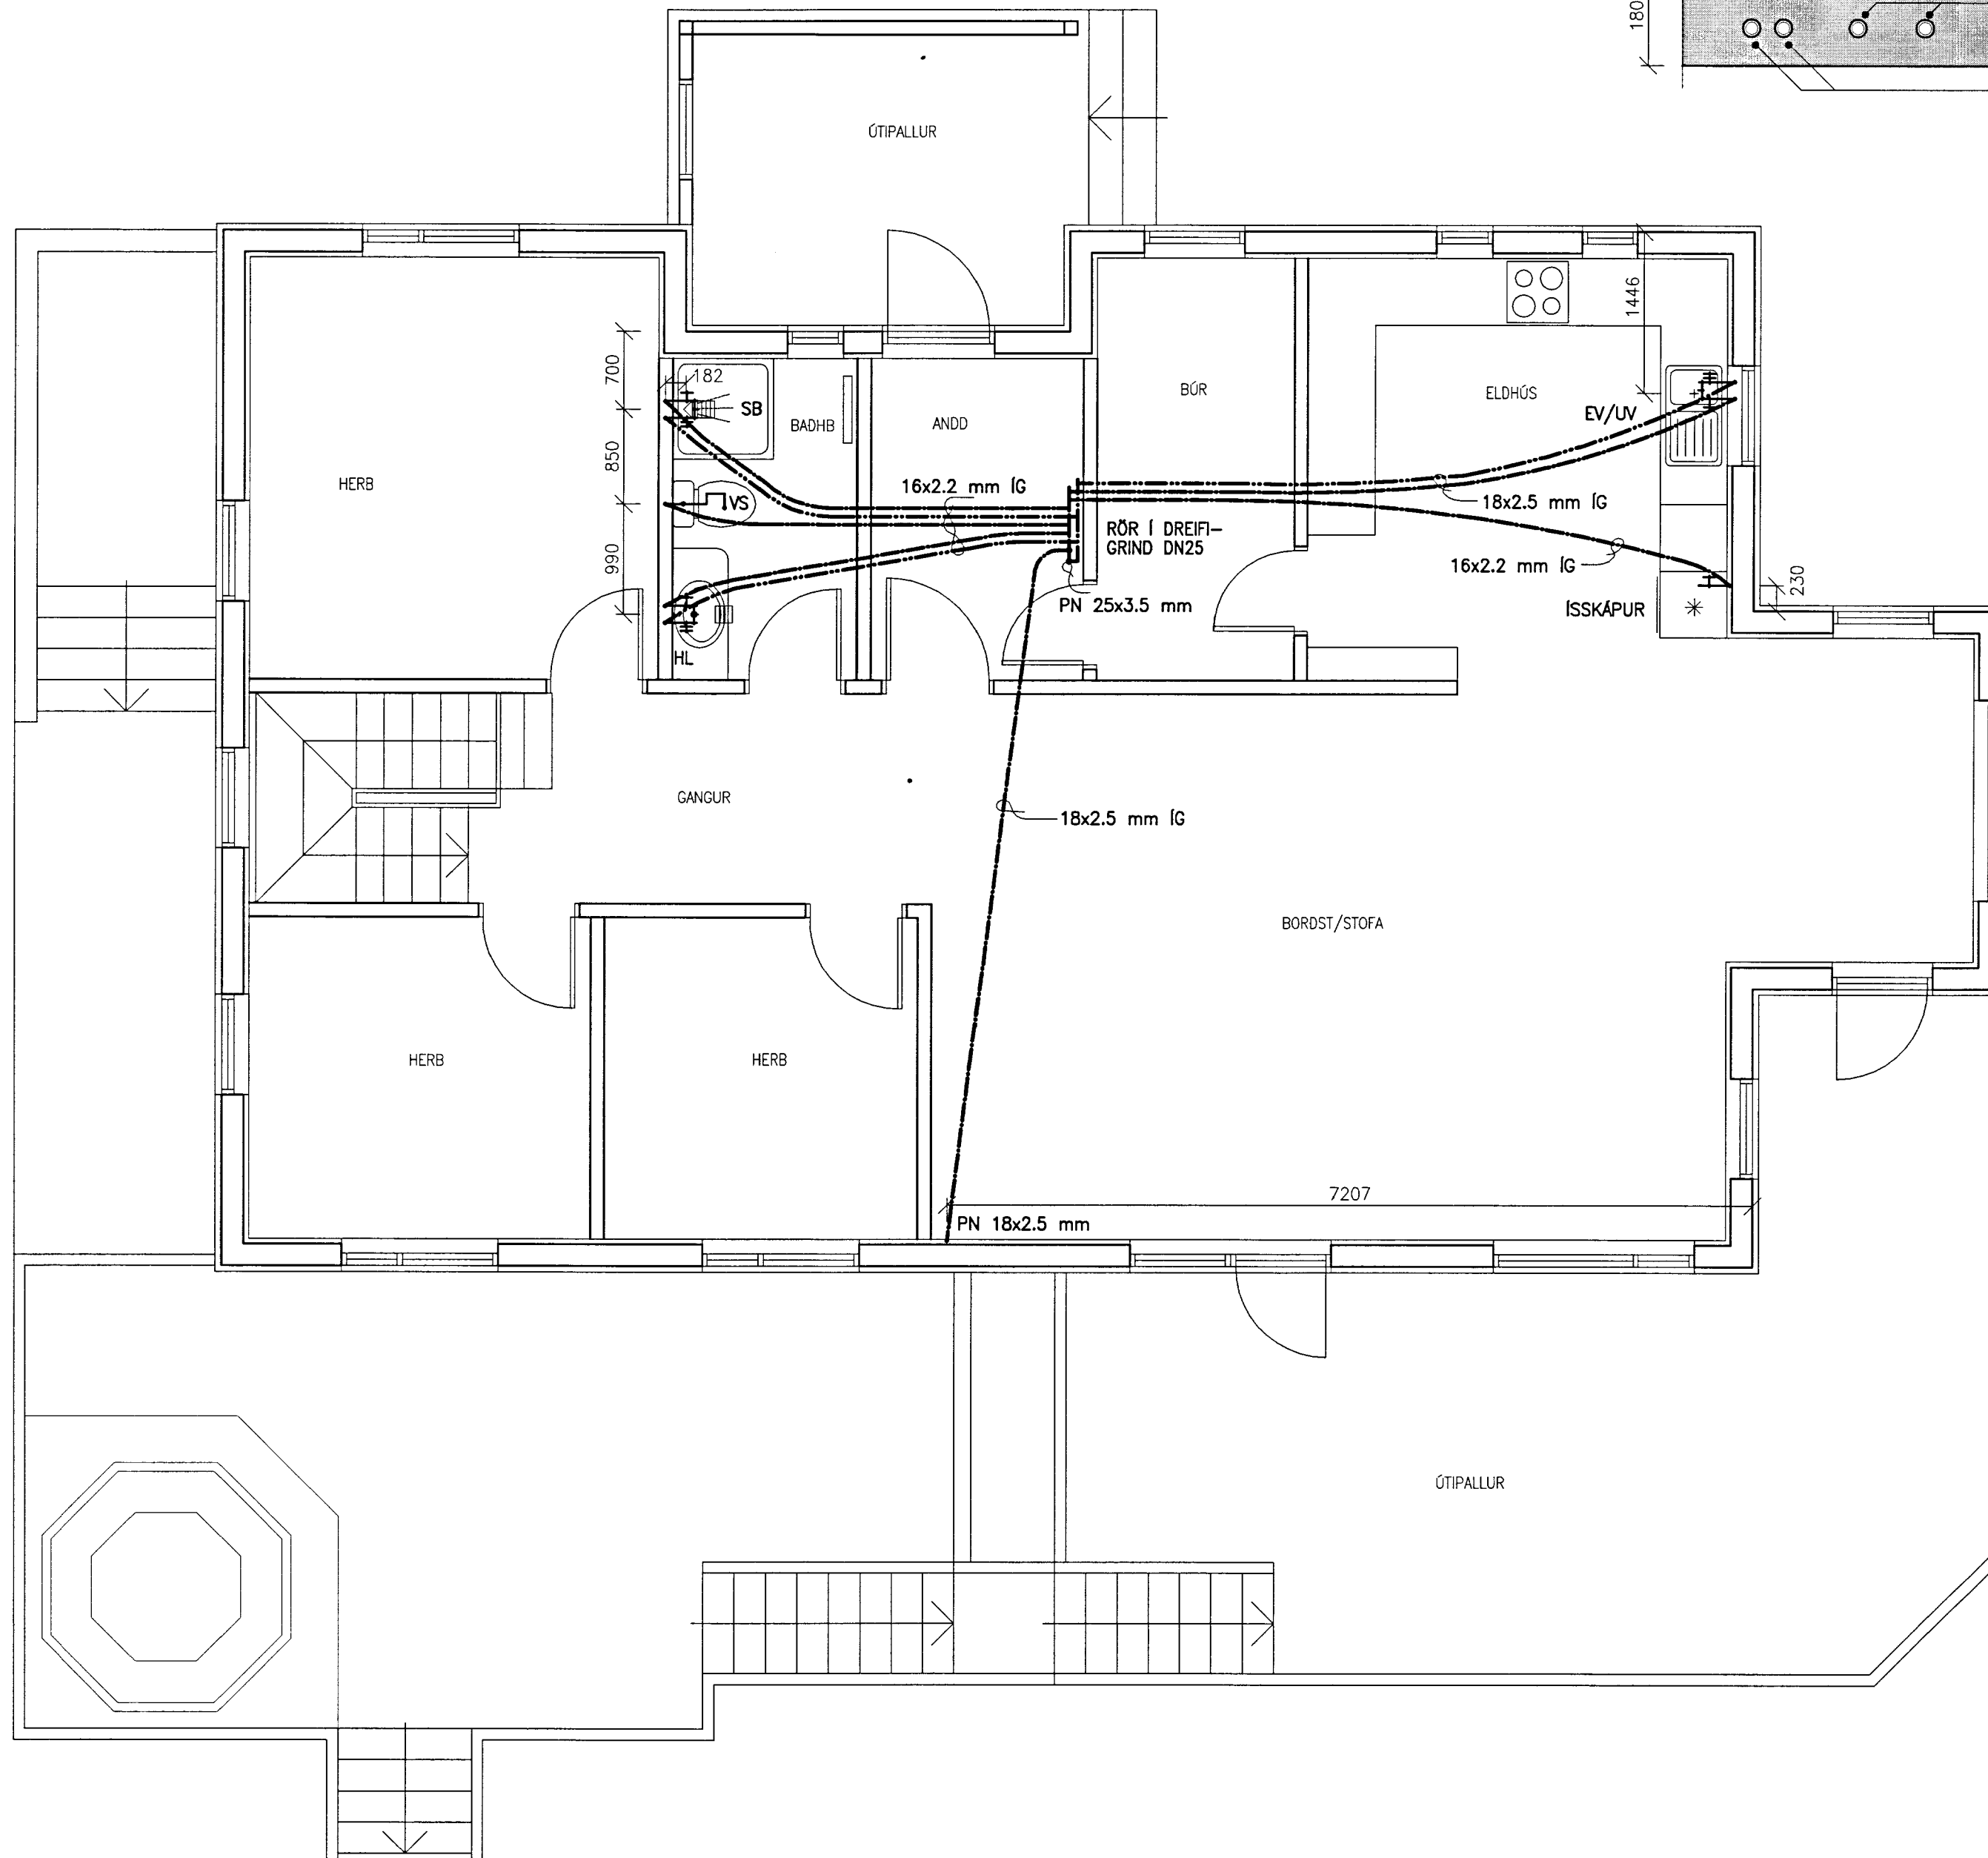 180
ÚTIPALLUR
1446
700
182
SB
BAÐHB
ANDD
BÚR
ELDHÚS
EV/UV
850
HERB
16x2.2 mm ÍG
VS
18x2.5 mm ÍG
RÖR Í DREIFI-
GRIND DN25
990
16x2.2 mm ÍG
230
PN 25x3.5 mm
ÍSSKÁPUR
HL
GANGUR
18x2.5 mm ÍG
BORDST/STOFA
HERB
HERB
7207
PN 18x2.5 mm
ÚTIPALLUR